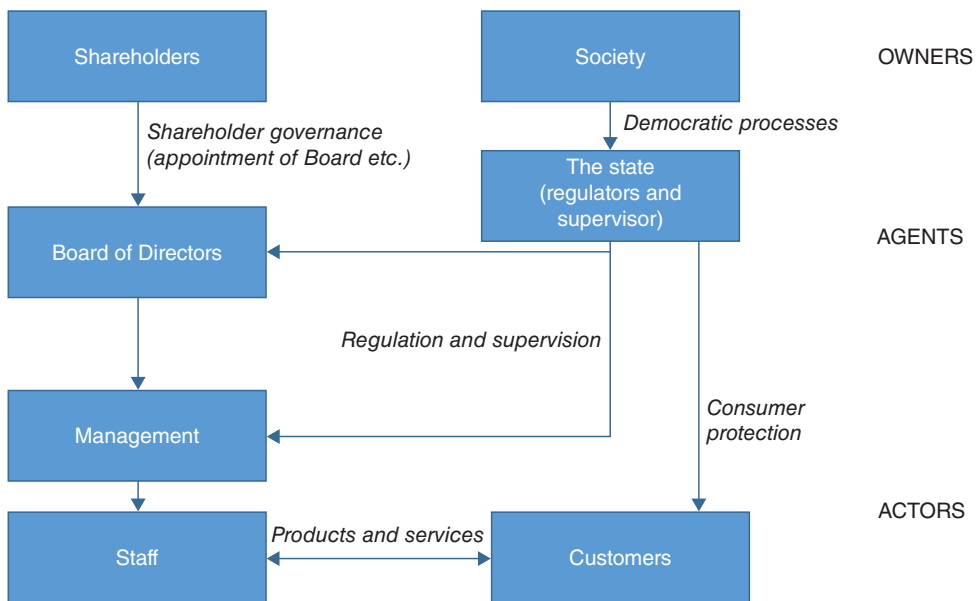 Shareholders
Society
OWNERS
Shareholder governance
(appointment of Board etc.)
Democratic processes
The state
(regulators and
supervisor)
Board of Directors
AGENTS
Regulation and supervision
Management
Consumer
protection
ACTORS
Products and services
Staff
Customers